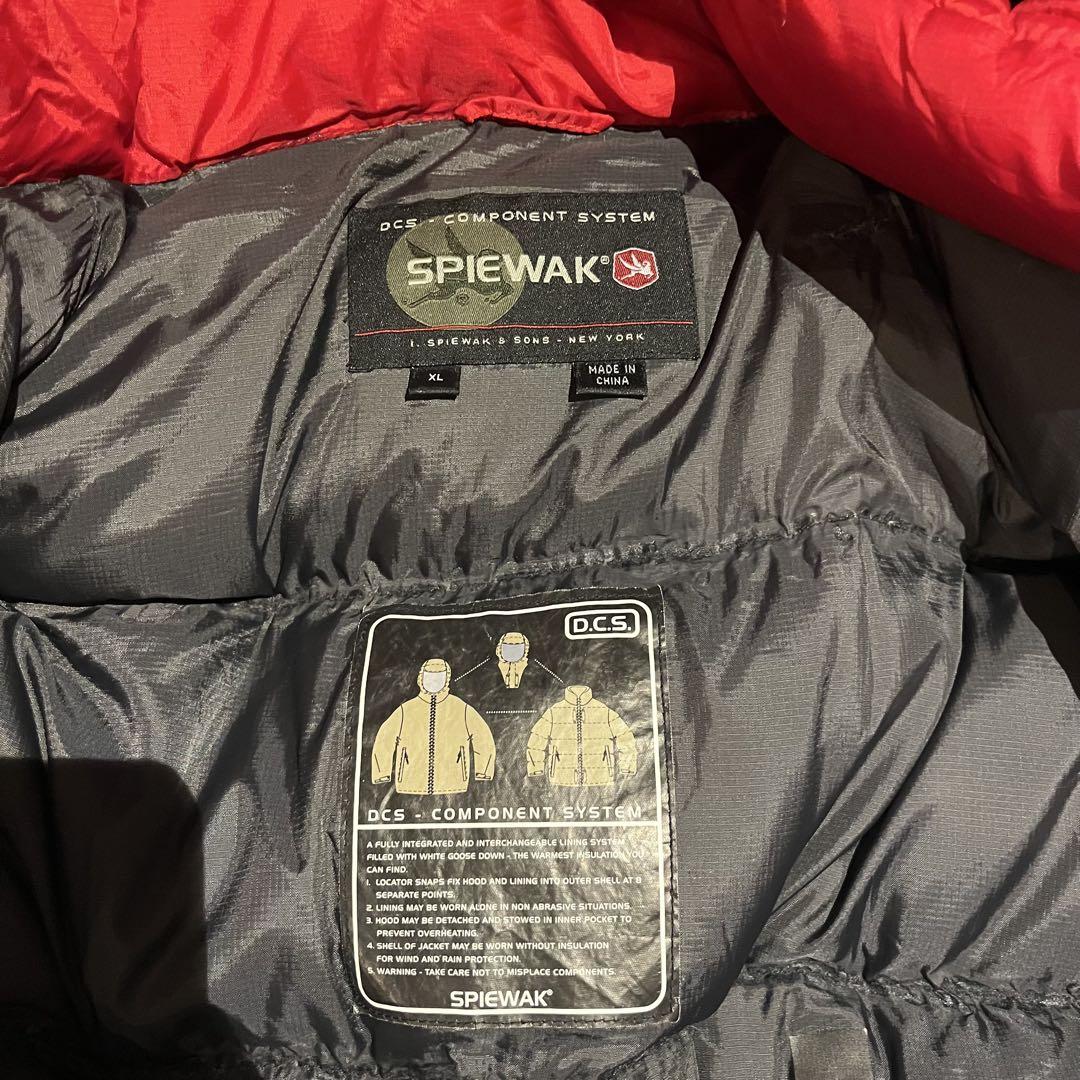 DCS - COMPONENT SYSTEM
SPIEWAK®
I. SPIEWAK & SONS - NEW YORK
XL
MADE IN
CHINA
D.C.S.
DCS - COMPONENT SYSTEM
A FULLY INTEGRATED AND INTERCHANGEABLE LINING SYSTEM
FILLED WITH WHITE GOOSE DOWN - THE WARMEST INSULATION YOU
CAN FIND.
1. LOCATOR SNAPS FIX HOOD AND LINING INTO OUTER SHELL AT 8
SEPARATE POINTS.
2. LINING MAY BE WORN ALONE IN NON ABRASIVE SITUATIONS.
3. HOOD MAY BE DETACHED AND STOWED IN INNER POCKET TO
PREVENT OVERHEATING.
4. SHELL OF JACKET MAY BE WORN WITHOUT INSULATION
FOR WIND AND RAIN PROTECTION.
5. WARNING - TAKE CARE NOT TO MISPLACE COMPONENTS.
SPIEWAK®